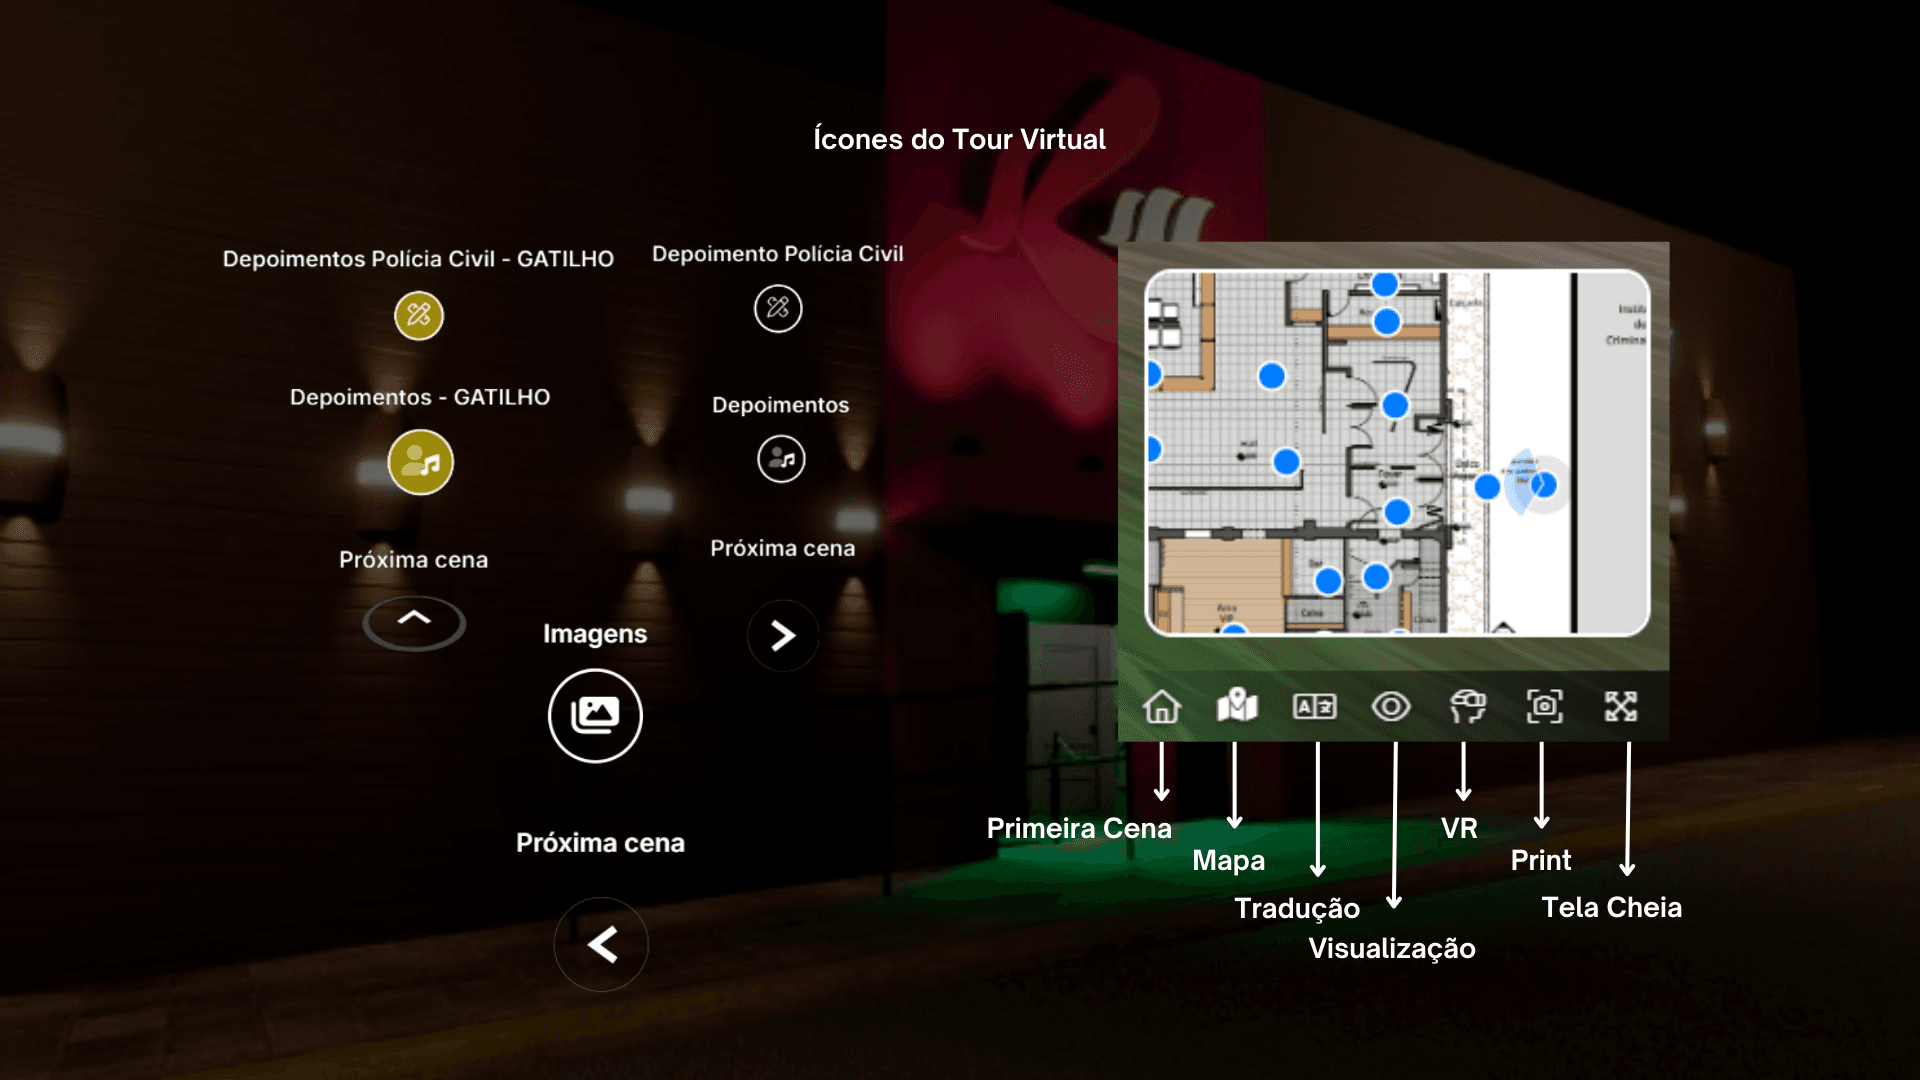 Ícones do Tour Virtual
Depoimentos Polícia Civil - GATILHO
Depoimento Polícia Civil
Depoimentos - GATILHO
Depoimentos
Próxima cena
Próxima cena
Imagens
Próxima cena
Criminal
Primeira Cena
Mapa
Tradução
Visualização
VR
Print
Tela Cheia